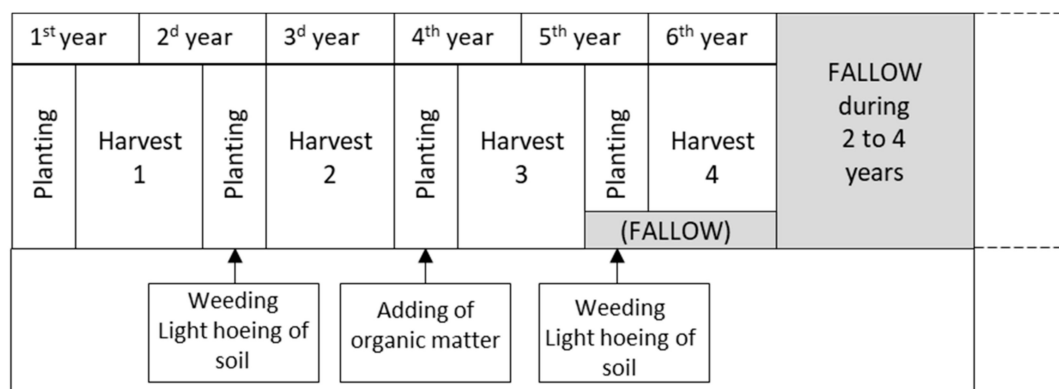 1st year 2d year 3d year 4th year 5th year 6th year
FALLOW
during
2 to 4
years
Planting
Harvest
1
Planting
Harvest
2
Planting
Harvest
3
Planting
Harvest
4
(FALLOW)
Weeding
Light hoeing of
soil
Adding of
organic matter
Weeding
Light hoeing of
soil